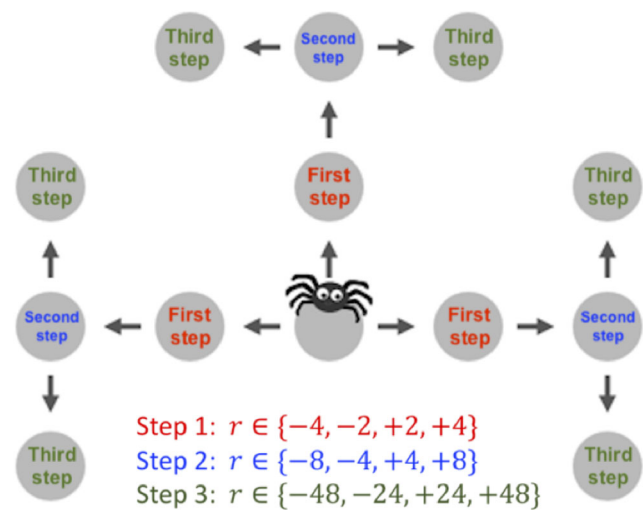 Third step
Second step
Third step
Third step
First step
Third step
Second step
First step
First step
Second step
Third step
Third step
Step 1: r ∈ {−4, −2, +2, +4}
Step 2: r ∈ {−8, −4, +4, +8}
Step 3: r ∈ {−48, −24, +24, +48}